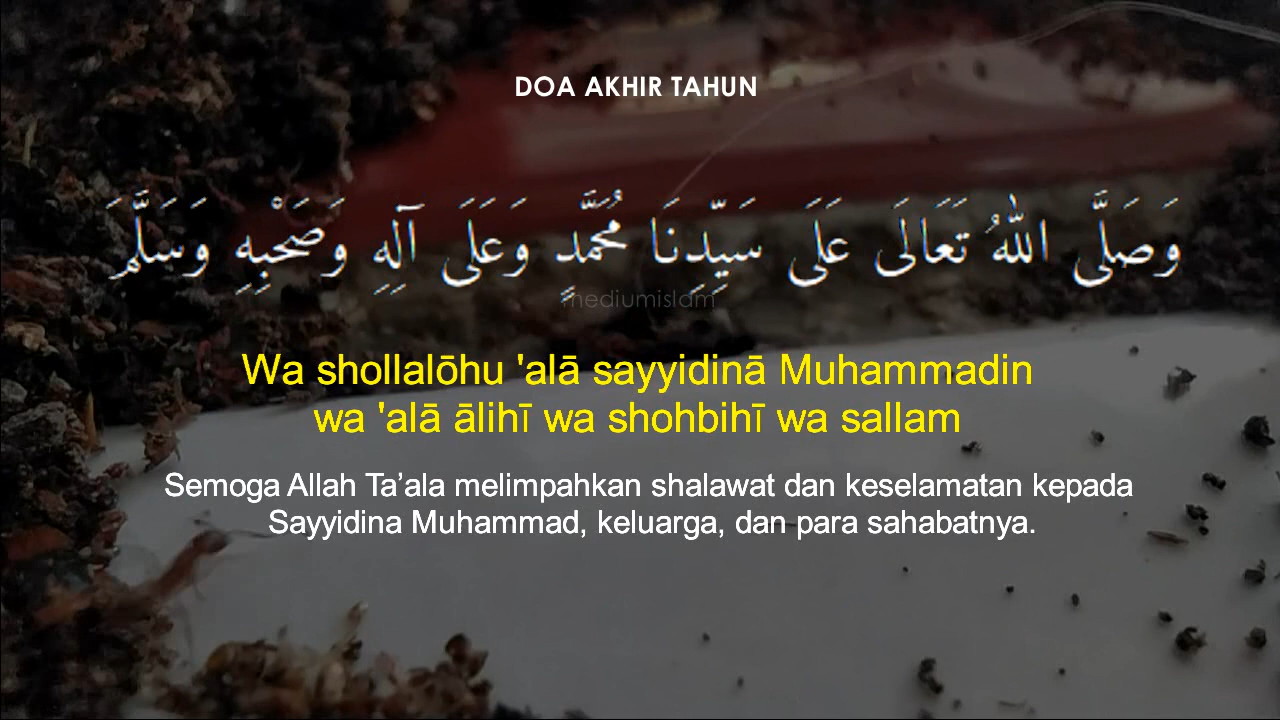 DOA AKHIR TAHUN
وَصَلَّى اللهُ تَعَالَى عَلَى سَيِّدِنَا مُحَمَّدٍ وَعَلَى آلِهِ وَصَحْبِهِ وَسَلَّمَ
mediumislam
Wa shollalōhu 'alā sayyidinā Muhammadin
wa 'alā ālihī wa shohbihī wa sallam
Semoga Allah Ta’ala melimpahkan shalawat dan keselamatan kepada
Sayyidina Muhammad, keluarga, dan para sahabatnya.